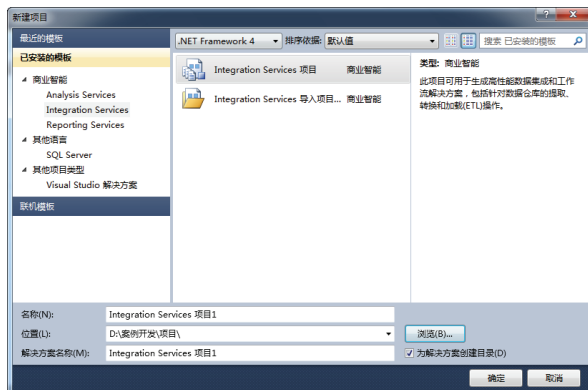 新建项目
最近的模板
.NET Framework 4 排序依据: 默认值 搜索 已安装的模板
已安装的模板
商业智能
Analysis Services
Integration Services
Reporting Services
其他语言
SQL Server
其他项目类型
Visual Studio 解决方案
联机模板
Integration Services 项目 商业智能
Integration Services 导入项目... 商业智能
类型: 商业智能
此项目可用于生成高性能数据集成和工作
流解决方案，包括针对数据仓库的提取、
转换和加载(ETL)操作。
名称(N): Integration Services 项目1
位置(L): D:\案例开发\项目\ 浏览(B)...
解决方案名称(M): Integration Services 项目1 为解决方案创建目录(D)
确定 取消